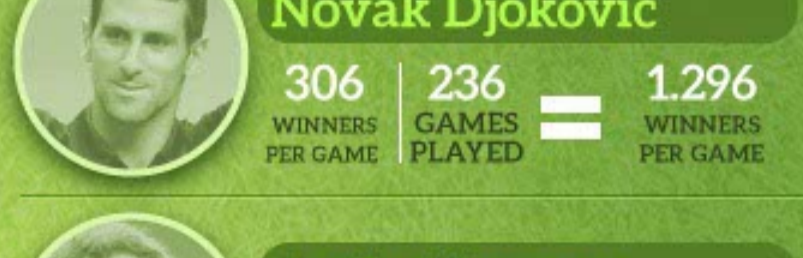 Novak Djokovic
306
WINNERS
PER GAME
236
GAMES
PLAYED
=
1.296
WINNERS
PER GAME